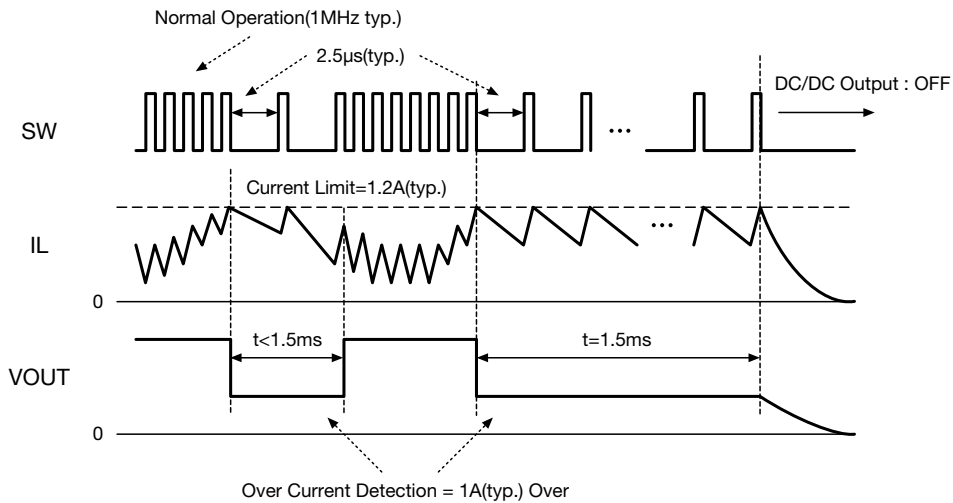 Normal Operation(1MHz typ.)
2.5μs(typ.)
DC/DC Output : OFF
SW
...
Current Limit=1.2A(typ.)
IL
...
0
t<1.5ms
t=1.5ms
VOUT
0
Over Current Detection = 1A(typ.) Over